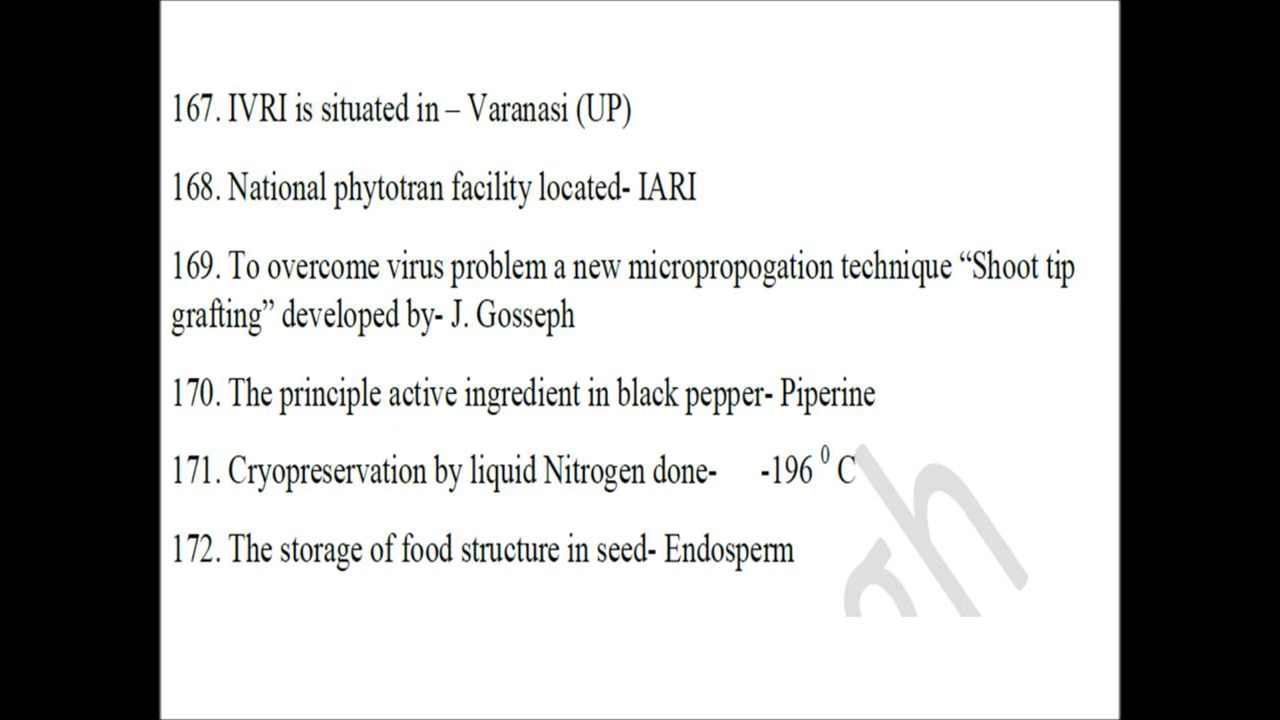 167. IVRI is situated in – Varanasi (UP)
168. National phytotran facility located- IARI
169. To overcome virus problem a new micropropogation technique “Shoot tip
grafting” developed by- J. Gosseph
170. The principle active ingredient in black pepper- Piperine
171. Cryopreservation by liquid Nitrogen done- -196 ⁰ C
172. The storage of food structure in seed- Endosperm